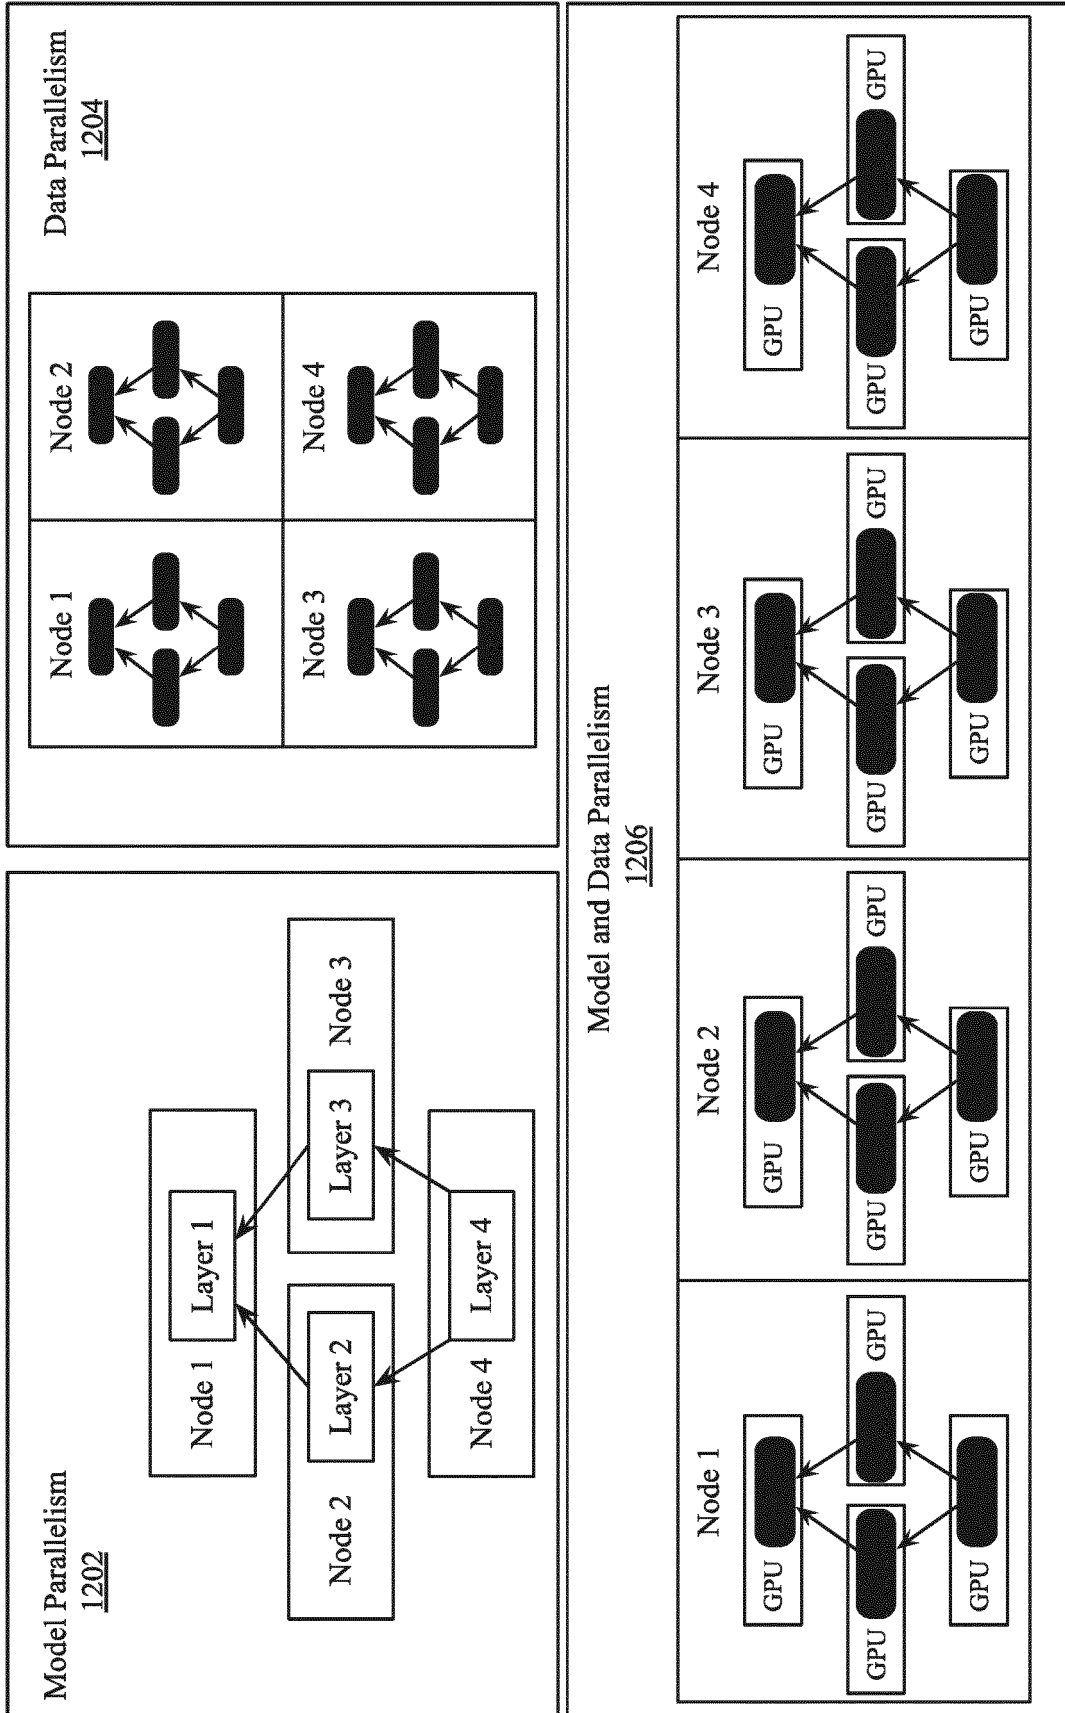 Model Parallelism
1202
Node 1
Layer 1
Node 2
Layer 2
Layer 3
Node 3
Node 4
Layer 4
Data Parallelism
1204
Node 1
Node 2
Node 3
Node 4
Model and Data Parallelism
1206
Node 1
GPU
GPU
GPU
GPU
Node 2
GPU
GPU
GPU
GPU
Node 3
GPU
GPU
GPU
GPU
Node 4
GPU
GPU
GPU
GPU